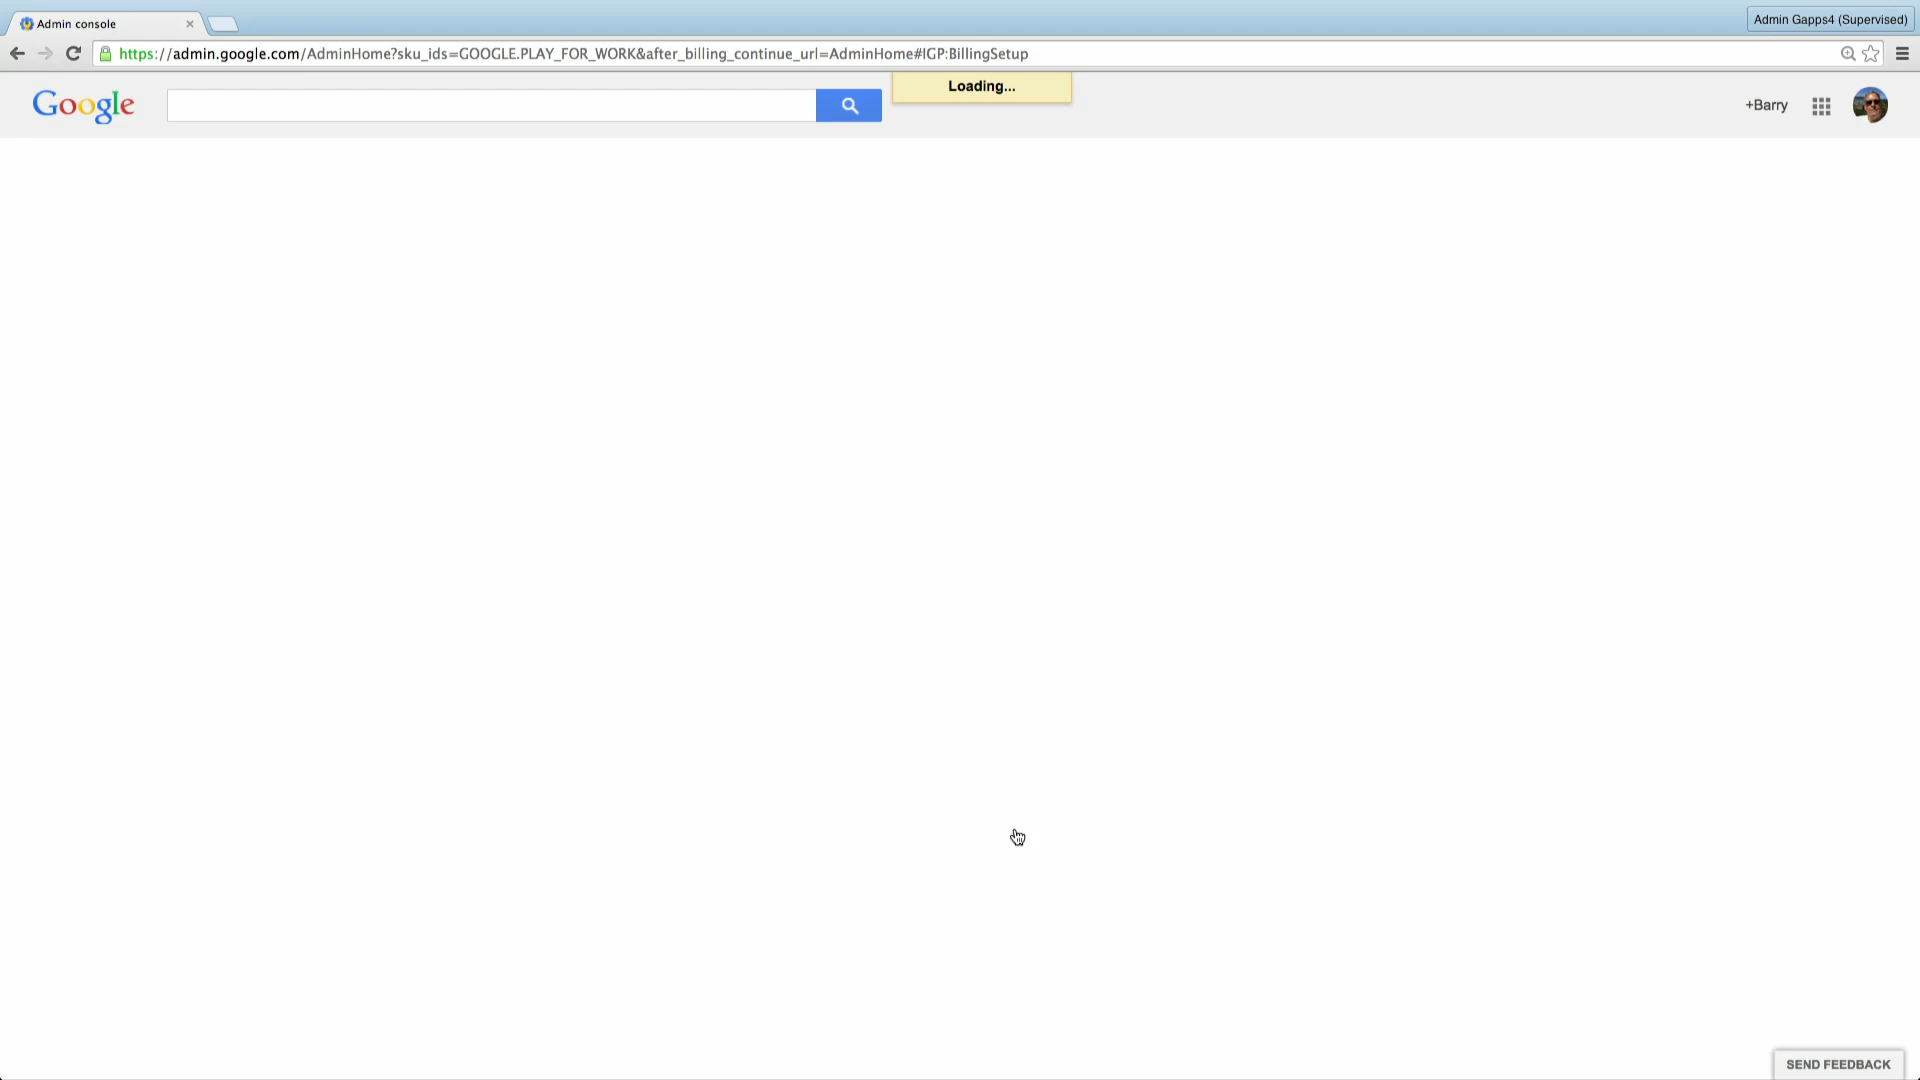 Admin console
Admin Gapps4 (Supervised)
https://admin.google.com/AdminHome?sku_ids=GOOGLE.PLAY_FOR_WORK&after_billing_continue_url=AdminHome#IGP:BillingSetup
Loading...
Google
+Barry
SEND FEEDBACK